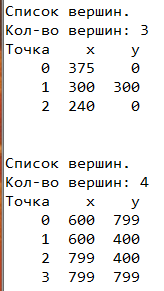 Список вершин.
Кол-во вершин: 3
Точка x y
0 375 0
1 300 300
2 240 0
Список вершин.
Кол-во вершин: 4
Точка x y
0 600 799
1 600 400
2 799 400
3 799 799